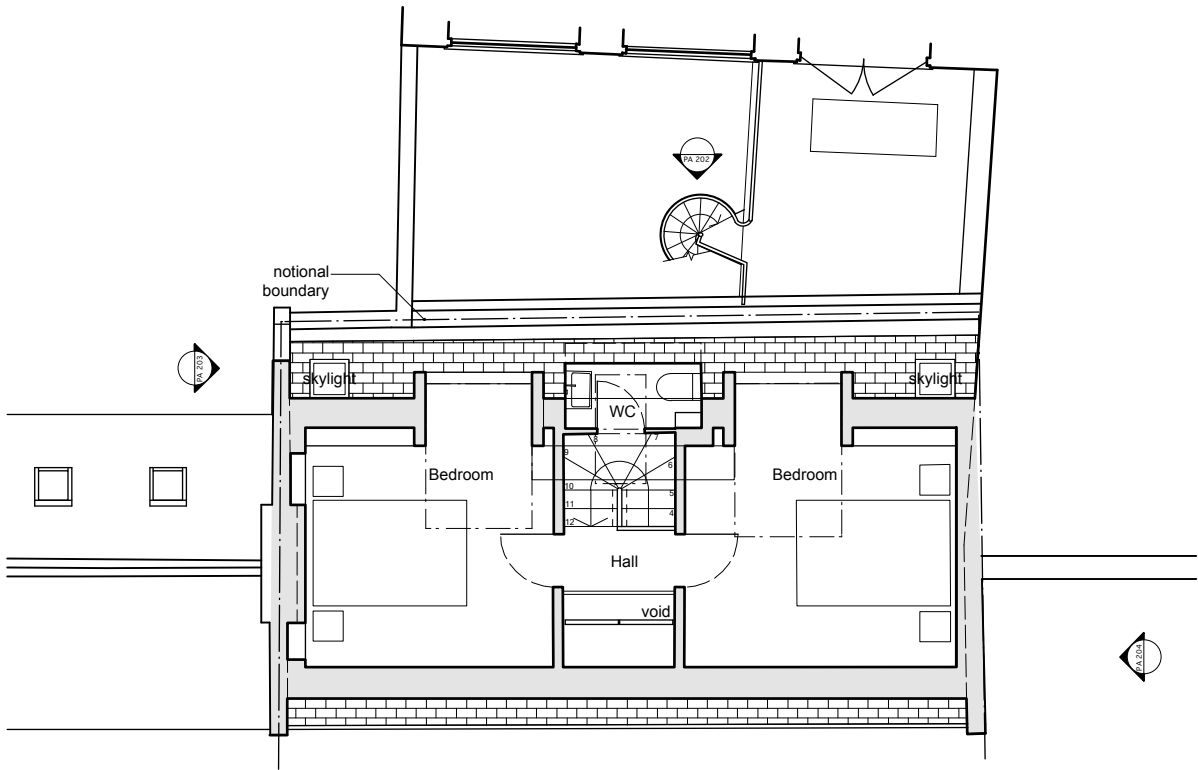 PA 202
notional
boundary
PA 203
skylight
skylight
WC
8
7
9
6
Bedroom
Bedroom
10
5
11
4
12
Hall
void
PA 204